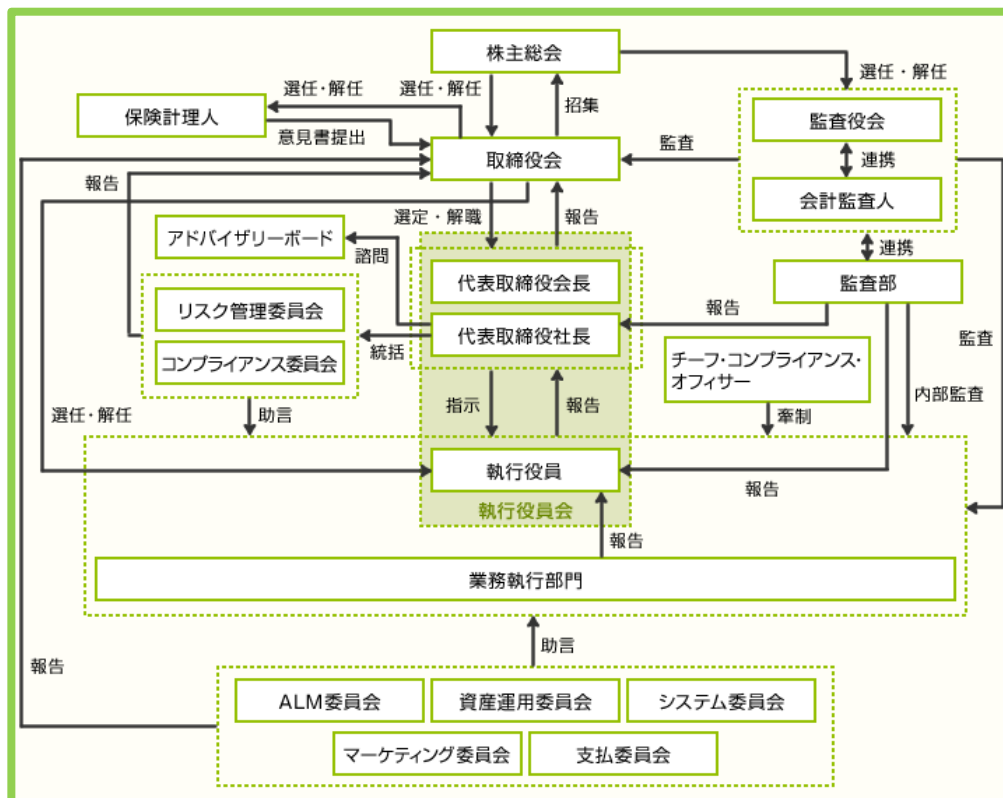 株主総会
選任・解任
選任・解任
選任・解任
招集
保険計理人
意見書提出
監査役会
監査
取締役会
連携
報告
会計監査人
選定・解職
報告
アドバイザリーボード
諮問
連携
代表取締役会長
監査部
リスク管理委員会
報告
代表取締役社長
統括
監査
コンプライアンス委員会
チーフ・コンプライアンス・
オフィサー
内部監査
選任・解任
助言
指示
報告
牽制
執行役員
報告
執行役員会
報告
業務執行部門
助言
報告
ALM委員会
資産運用委員会
システム委員会
マーケティング委員会
支払委員会